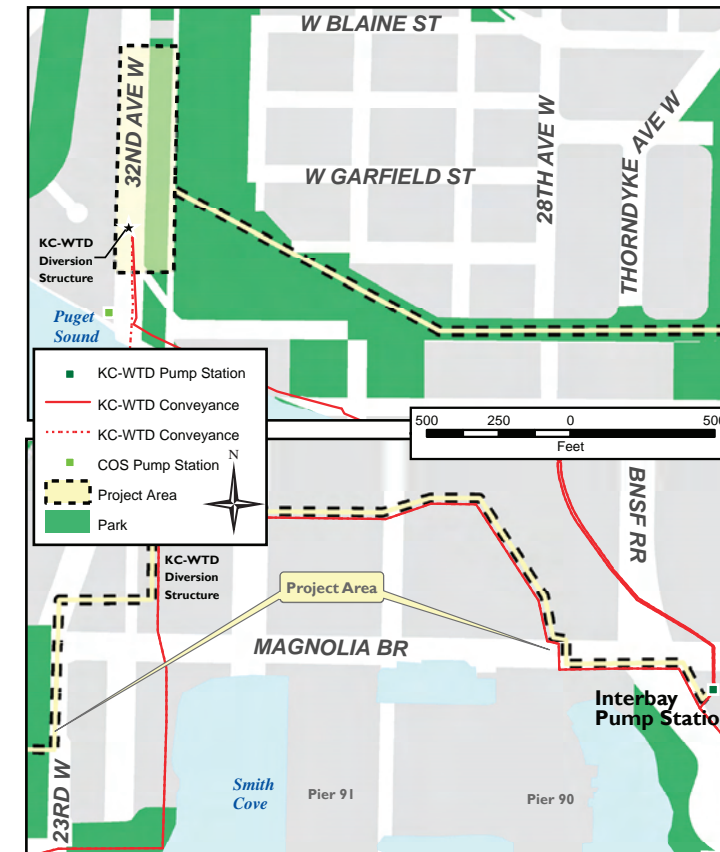 W BLAINE ST
32ND AVE W
THORNDYKE AVE W
28TH AVE W
W GARFIELD ST
KC-WTD
Diversion
Structure
Puget
Sound
KC-WTD Pump Station
KC-WTD Conveyance
KC-WTD Conveyance
COS Pump Station
Project Area
Park
N
500 250 0 500
Feet
BNSF RR
KC-WTD
Diversion
Structure
Project Area
MAGNOLIA BR
Interbay
Pump Statio
23RD W
Smith
Cove
Pier 91
Pier 90